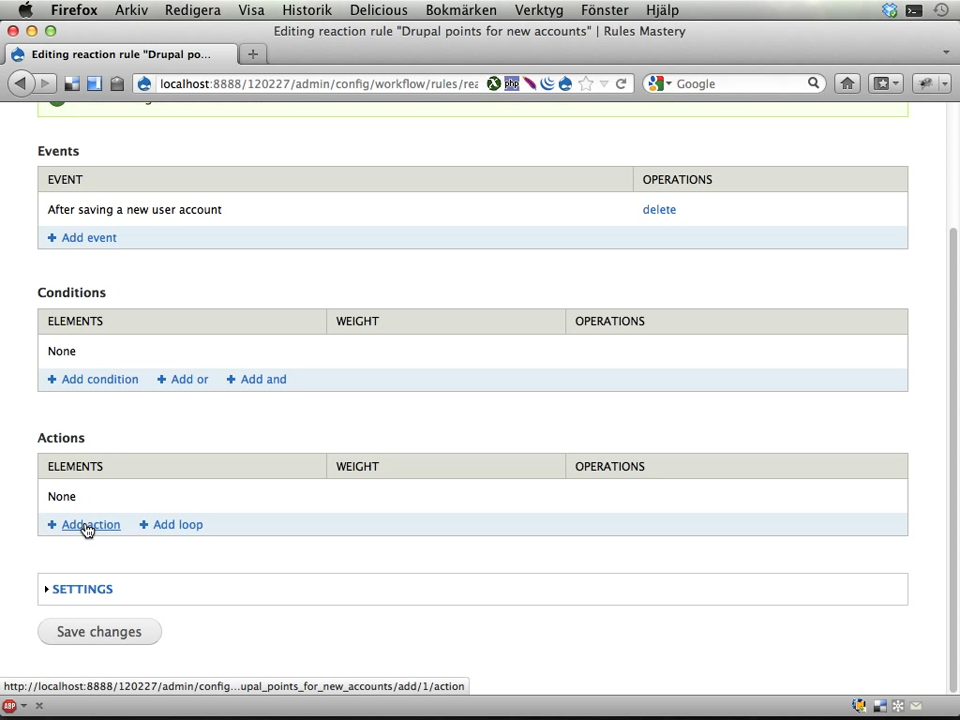 Firefox Arkiv Redigera Visa Historik Delicious Bokmärken Verktyg Fönster Hjälp
Editing reaction rule "Drupal points for new accounts" | Rules Mastery
Editing reaction rule "Drupal po...
localhost:8888/120227/admin/config/workflow/rules/rea
php
Google
Events
EVENT OPERATIONS
After saving a new user account delete
+ Add event
Conditions
ELEMENTS WEIGHT OPERATIONS
None
+ Add condition + Add or + Add and
Actions
ELEMENTS WEIGHT OPERATIONS
None
+ Add action + Add loop
SETTINGS
Save changes
http://localhost:8888/120227/admin/config...upal_points_for_new_accounts/add/1/action
ABP